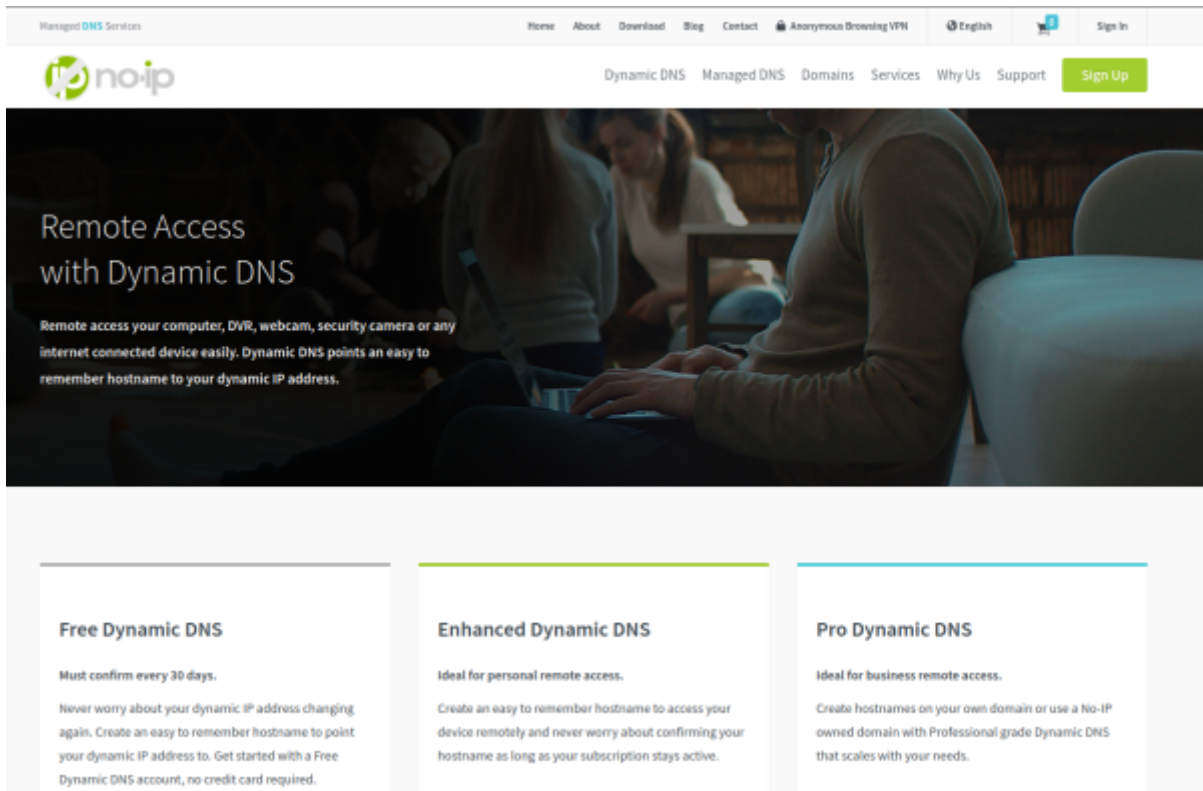 Managed DNS Services
Home About Download Blog Contact Anonymous Browsing VPN English 0 Sign In
no-ip
Dynamic DNS Managed DNS Domains Services Why Us Support Sign Up
Remote Access
with Dynamic DNS
Remote access your computer, DVR, webcam, security camera or any
internet connected device easily. Dynamic DNS points an easy to
remember hostname to your dynamic IP address.
Free Dynamic DNS
Must confirm every 30 days.
Never worry about your dynamic IP address changing
again. Create an easy to remember hostname to point
your dynamic IP address to. Get started with a Free
Dynamic DNS account, no credit card required.
Enhanced Dynamic DNS
Ideal for personal remote access.
Create an easy to remember hostname to access your
device remotely and never worry about confirming your
hostname as long as your subscription stays active.
Pro Dynamic DNS
Ideal for business remote access.
Create hostnames on your own domain or use a No-IP
owned domain with Professional grade Dynamic DNS
that scales with your needs.